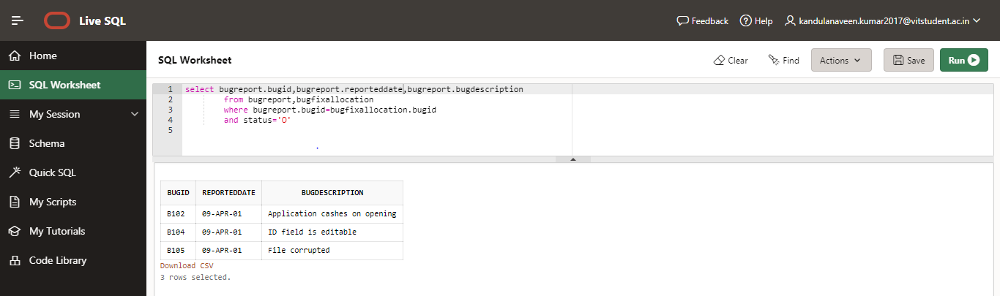 Live SQL
Feedback
Help
kandulanaveen.kumar2017@vitstudent.ac.in
Home
SQL Worksheet
My Session
Schema
Quick SQL
My Scripts
My Tutorials
Code Library
SQL Worksheet
Clear
Find
Actions
Save
Run
1 select bugreport.bugid,bugreport.reporteddate,bugreport.bugdescription
2 from bugreport,bugfixallocation
3 where bugreport.bugid=bugfixallocation.bugid
4 and status='O'
5
BUGID REPORTEDDATE BUGDESCRIPTION
B102 09-APR-01 Application cashes on opening
B104 09-APR-01 ID field is editable
B105 09-APR-01 File corrupted
Download CSV
3 rows selected.